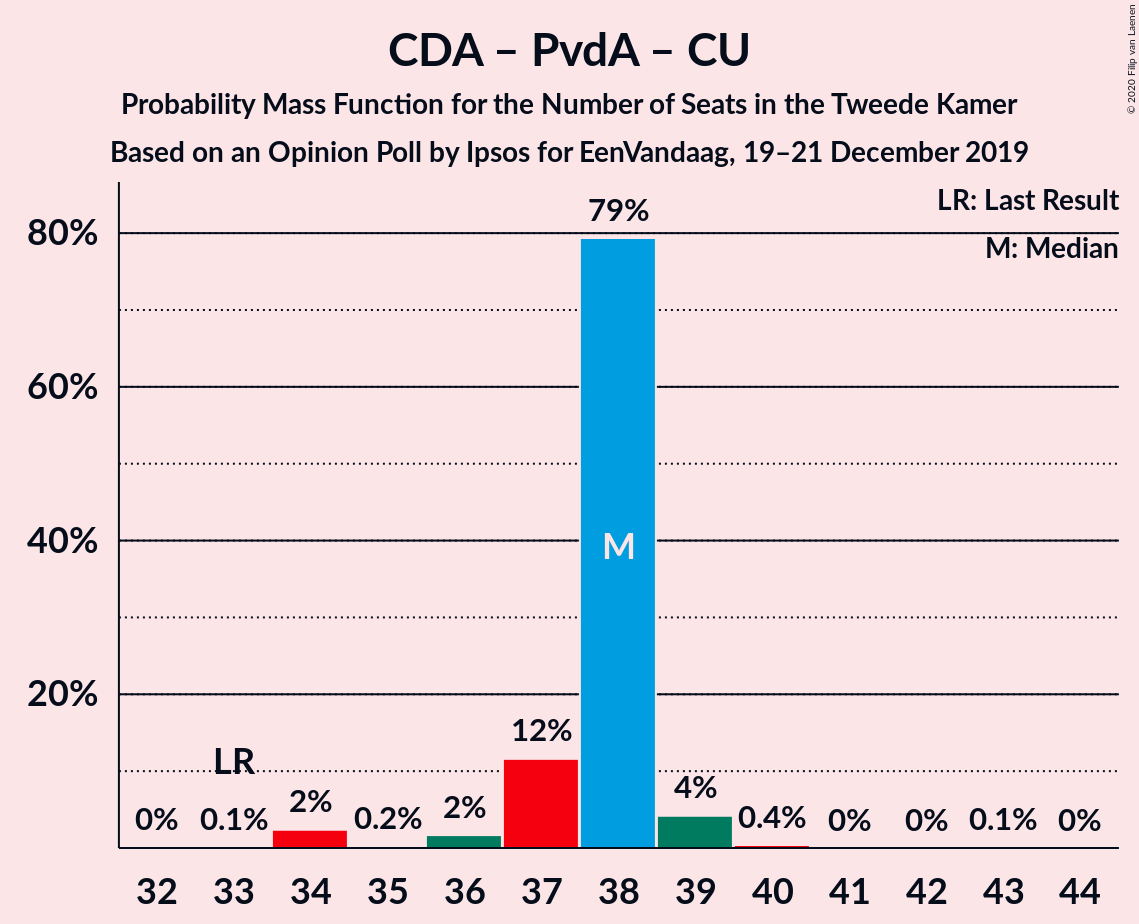 CDA – PvdA – CU
Probability Mass Function for the Number of Seats in the Tweede Kamer
Based on an Opinion Poll by Ipsos for EenVandaag, 19–21 December 2019
© 2020 Filip van Laenen
LR: Last Result
M: Median
80%
60%
40%
20%
79%
M
12%
LR
4%
0% 0.1% 2% 0.2% 2% 0.4% 0% 0% 0.1% 0%
32 33 34 35 36 37 38 39 40 41 42 43 44